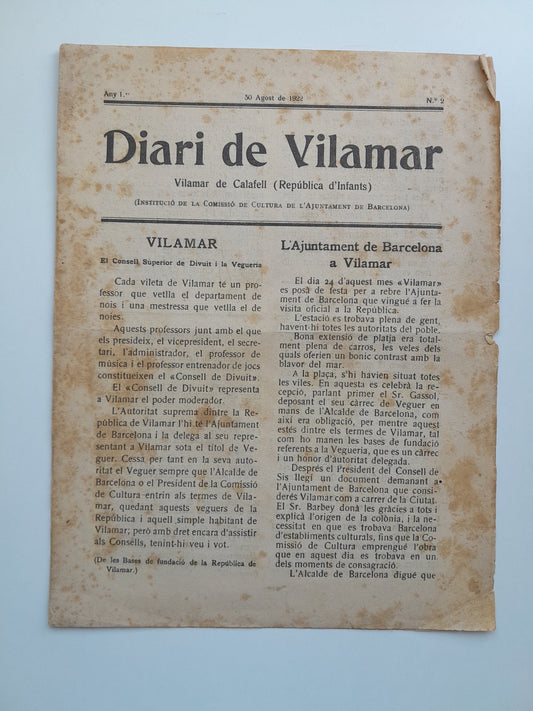 Any I.er
30 Agost de 1922
N.º 2
Diari de Vilamar
Vilamar de Calafell (República d'Infants)
(Institució de la Comissió de Cultura de l'Ajuntament de Barcelona)
VILAMAR
El Consell Superior de Divuit i la Vegueria
Cada vileta de Vilamar té un pro-
fessor que vetlla el departament de
nois i una mestressa que vetlla el de
noies.
Aquests professors junt amb el que
els presideix, el vicepresident, el secre-
tari, l'administrador, el professor de
música i el professor entrenador de jocs
constitueixen el «Consell de Divuit».
El «Consell de Divuit» representa
a Vilamar el poder moderador.
L'Autoritat suprema dintre la Re-
pública de Vilamar l'hi té l'Ajuntament
de Barcelona i la delega al seu repre-
sentant a Vilamar sota el títol de Ve-
guer. Cessa per tant en la seva auto-
ritat el Veguer sempre que l'Alcalde de
Barcelona o el President de la Comissió
de Cultura entrin als termes de Vila-
mar, quedant aquests veguers de la
República i aquell simple habitant de
Vilamar; però amb dret encara d'assistir
als Consells, tenint-hi veu i vot.
(De les Bases de fundació de la República de
Vilamar.)
L'Ajuntament de Barcelona
a Vilamar
El dia 24 d'aquest mes «Vilamar»
es posà de festa per a rebre l'Ajunta-
ment de Barcelona que vingué a fer la
visita oficial a la República.
L'estació es trobava plena de gent,
havent-hi totes les autoritats del poble.
Bona extensió de platja era total-
ment plena de carros, les veles dels
quals oferien un bonic contrast amb la
blavor del mar.
A la plaça, s'hi havien situat totes
les viles. En aquesta es celebrà la re-
cepció, parlant primer el Sr. Gassol,
deposant el seu càrrec de Veguer en
mans de l'Alcalde de Barcelona, com
així era obligació, per mentre aquest
estés dintre els termes de Vilamar, tal
com ho manen les bases de fundació
referents a la Vegueria, que es un càrrec
i un honor d'autoritat delegada.
Després el President del Consell de
Sis llegí un document demanant a
l'Ajuntament de Barcelona que consi-
derés Vilamar com a carrer de la Ciutat.
El Sr. Barbey donà les gràcies a tots i
explicà l'origen de la colònia, i la ne-
cessitat en que es trobava Barcelona
d'establiments culturals, fins que la Co-
missió de Cultura emprengué l'obra
que en aquest dia es trobava en un
dels moments de consagració.
L'Alcalde de Barcelona digué que